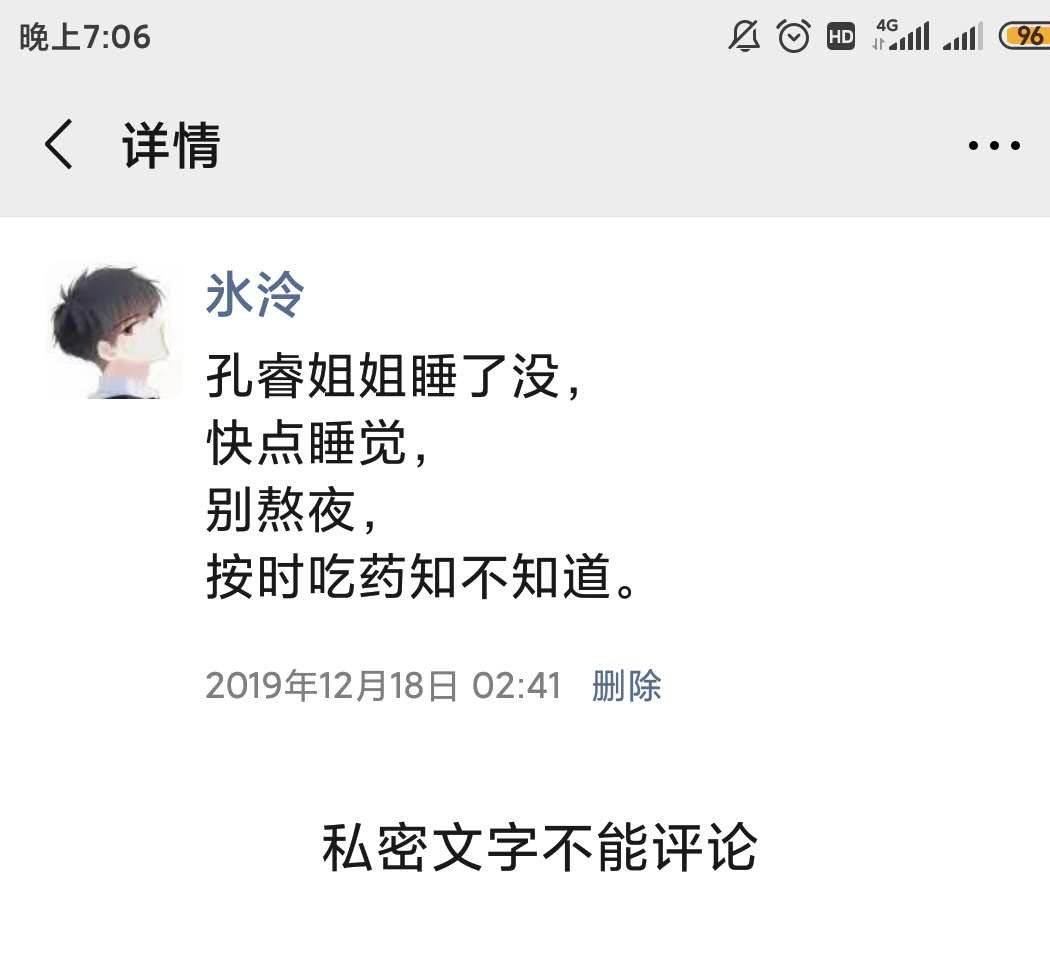 晚上7:06
HD 4G 96
详情
氷泠
孔睿姐姐睡了没，
快点睡觉，
别熬夜，
按时吃药知不知道。
2019年12月18日 02:41 删除
私密文字不能评论